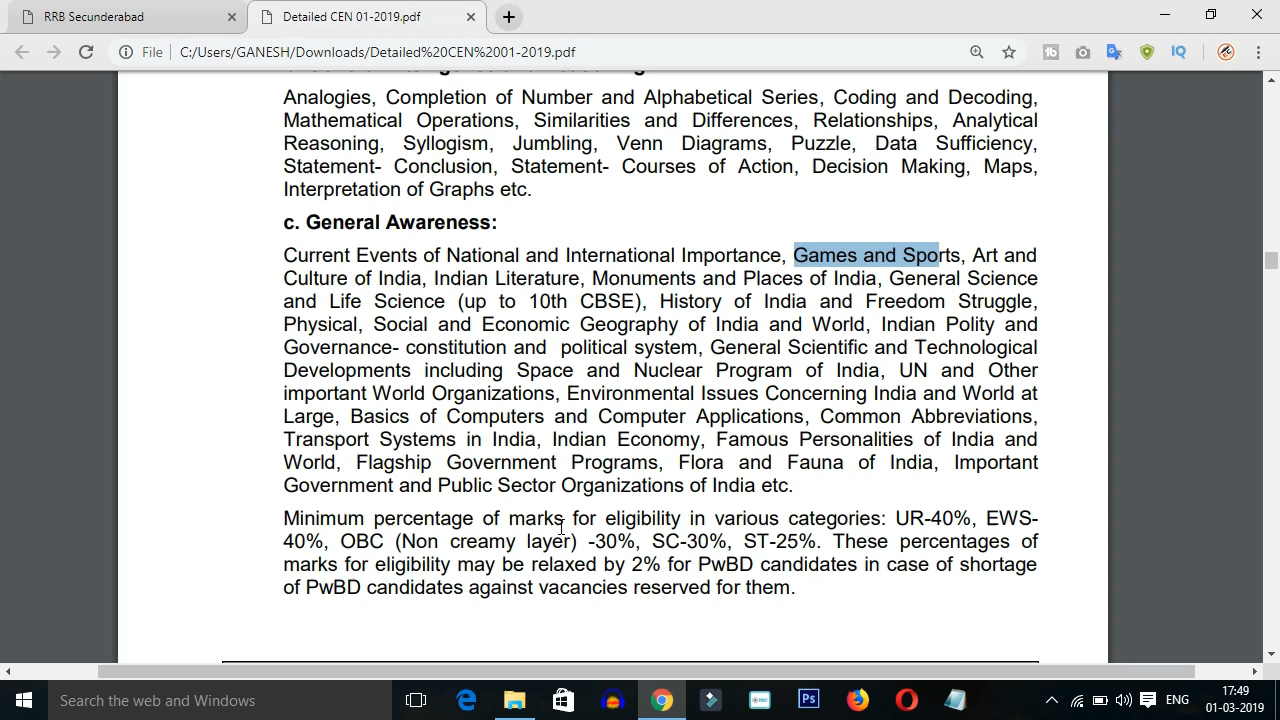 RRB Secunderabad
Detailed CEN 01-2019.pdf
File
C:/Users/GANESH/Downloads/Detailed%20CEN%2001-2019.pdf
Analogies, Completion of Number and Alphabetical Series, Coding and Decoding,
Mathematical Operations, Similarities and Differences, Relationships, Analytical
Reasoning, Syllogism, Jumbling, Venn Diagrams, Puzzle, Data Sufficiency,
Statement- Conclusion, Statement- Courses of Action, Decision Making, Maps,
Interpretation of Graphs etc.
c. General Awareness:
Current Events of National and International Importance, Games and Sports, Art and
Culture of India, Indian Literature, Monuments and Places of India, General Science
and Life Science (up to 10th CBSE), History of India and Freedom Struggle,
Physical, Social and Economic Geography of India and World, Indian Polity and
Governance- constitution and political system, General Scientific and Technological
Developments including Space and Nuclear Program of India, UN and Other
important World Organizations, Environmental Issues Concerning India and World at
Large, Basics of Computers and Computer Applications, Common Abbreviations,
Transport Systems in India, Indian Economy, Famous Personalities of India and
World, Flagship Government Programs, Flora and Fauna of India, Important
Government and Public Sector Organizations of India etc.
Minimum percentage of marks for eligibility in various categories: UR-40%, EWS-
40%, OBC (Non creamy layer) -30%, SC-30%, ST-25%. These percentages of
marks for eligibility may be relaxed by 2% for PwBD candidates in case of shortage
of PwBD candidates against vacancies reserved for them.
Search the web and Windows
Ps
ENG
17:49
01-03-2019